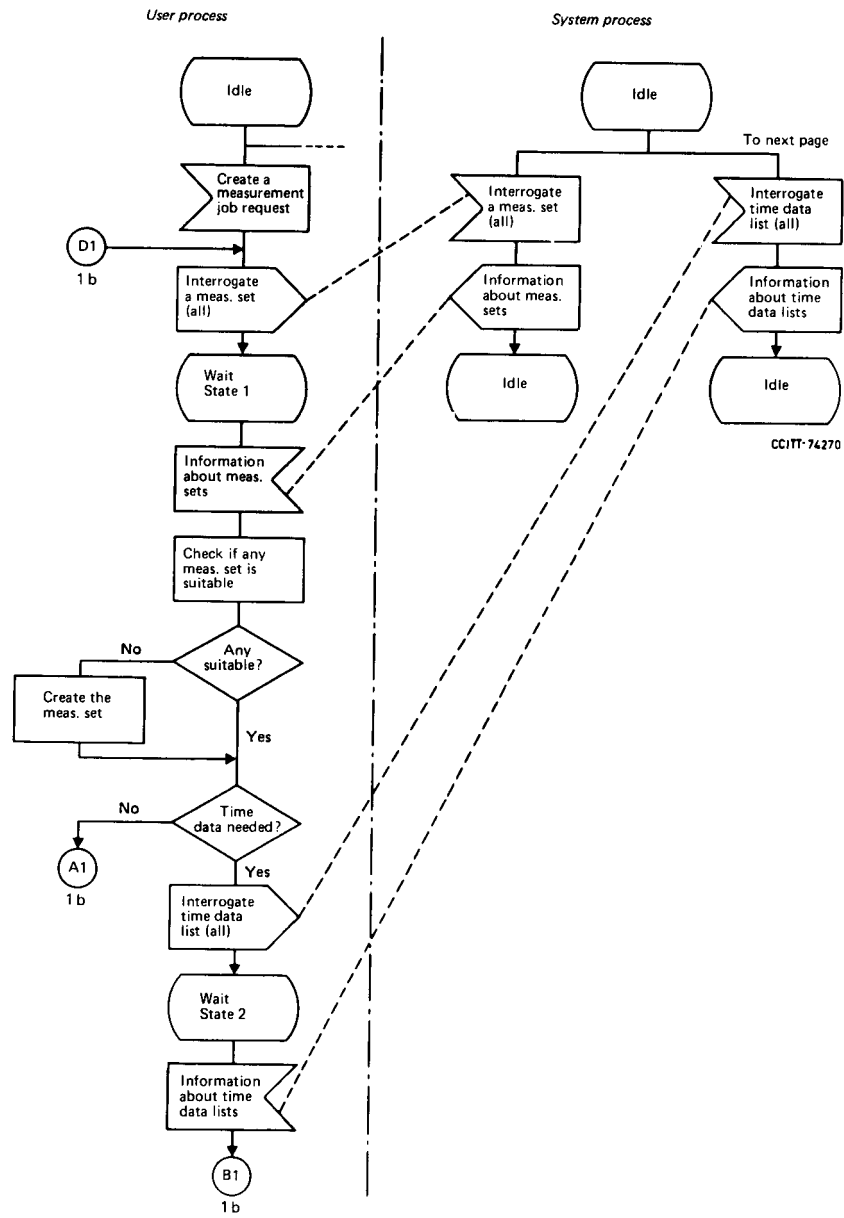 User process
System process
Idle
Idle
To next page
Create a
measurement
job request
Interrogate
a meas. set
(all)
Interrogate
time data
list (all)
D1
1b
Interrogate
a meas. set
(all)
Information
about meas.
sets
Information
about time
data lists
Wait
State 1
Idle
Idle
CCITT-74270
Information
about meas.
sets
Check if any
meas. set is
suitable
No
Any
suitable?
Create the
meas. set
Yes
No
Time
data needed?
A1
1b
Yes
Interrogate
time data
list (all)
Wait
State 2
Information
about time
data lists
B1
1b